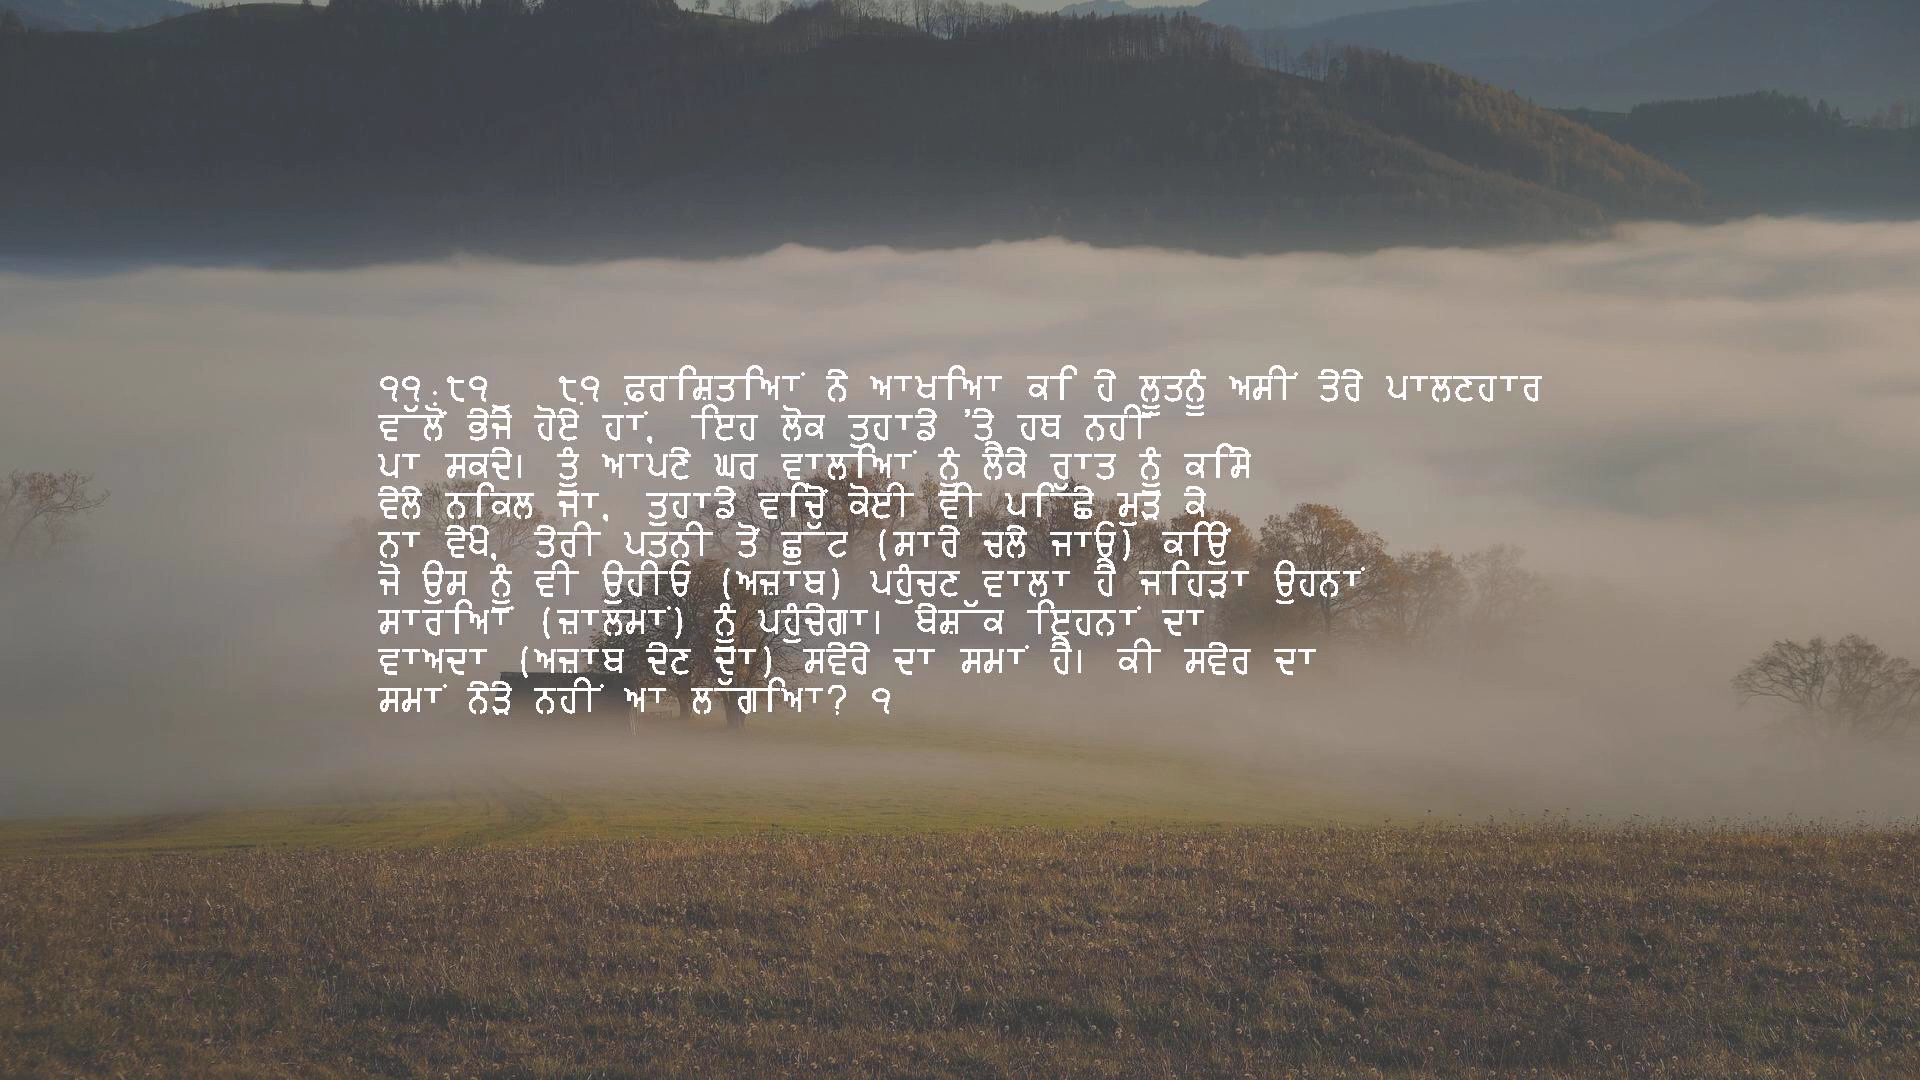 ੧੧:੮੧ ੮੧ ਫ਼ਰਿਸ਼ਤਿਆਂ ਨੇ ਆਖਿਆ ਕਿ ਹੇ ਲੂਤਨੂੰ ਅਸੀਂ ਤੇਰੇ ਪਾਲਣਹਾਰ
ਵੱਲੋਂ ਭੇਜੇ ਹੋਏ ਹਾਂ, ਇਹ ਲੋਕ ਤੁਹਾਡੇ 'ਤੇ ਹਥ ਨਹੀਂ
ਪਾ ਸਕਦੇ। ਤੂੰ ਆਪਣੇ ਘਰ ਵਾਲਿਆਂ ਨੂੰ ਲੈਕੇ ਰਾਤ ਨੂੰ ਕਿਸੇ
ਵੇਲੇ ਨਿਕਲ ਜਾ, ਤੁਹਾਡੇ ਵਿਚੋਂ ਕੋਈ ਵੀ ਪਿੱਛੇ ਮੁੜ ਕੇ
ਨਾ ਵੇਖੇ, ਤੇਰੀ ਪਤਨੀ ਤੋਂ ਛੁੱਟ (ਸਾਰੇ ਚਲੇ ਜਾਓ) ਕਿਉਂ
ਜੋ ਉਸ ਨੂੰ ਵੀ ਉਹੀਓ (ਅਜ਼ਾਬ) ਪਹੁੰਚਣ ਵਾਲਾ ਹੈ ਜਿਹੜਾ ਉਹਨਾਂ
ਸਾਰਿਆਂ (ਜ਼ਾਲਮਾਂ) ਨੂੰ ਪਹੁੰਚੇਗਾ। ਬੇਸ਼ੱਕ ਇਹਨਾਂ ਦਾ
ਵਾਅਦਾ (ਅਜ਼ਾਬ ਦੇਣ ਦਾ) ਸਵੇਰੇ ਦਾ ਸਮਾਂ ਹੈ। ਕੀ ਸਵੇਰ ਦਾ
ਸਮਾਂ ਨੇੜੇ ਨਹੀਂ ਆ ਲੱਗਿਆ? ੧